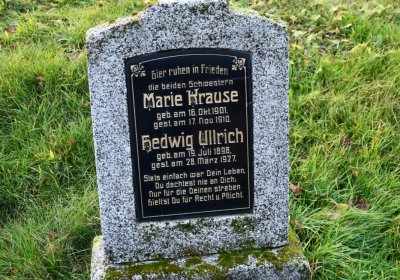 Hier ruhen in Frieden
die beiden Schwestern
Marie Krause
geb. am 16. Okt. 1901,
gest. am 17. Nov. 1910.
Hedwig Ullrich
geb. am 19. Juli 1898,
gest. am 28. März 1927.
Stets einfach war Dein Leben,
Du dachtest nie an Dich,
Nur für die Deinen streben
hieltst Du für Recht u. Pflicht.